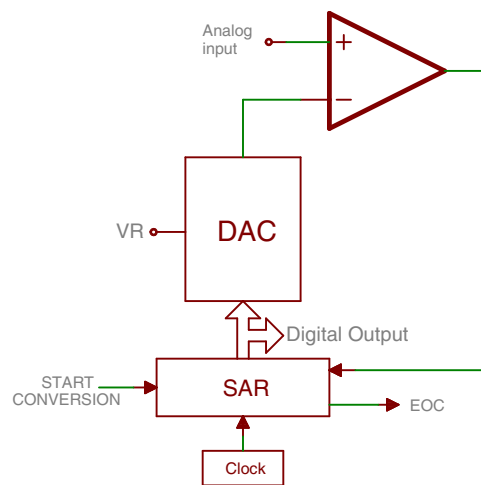 Analog
input
+
−
DAC
VR
Digital Output
START
CONVERSION
SAR
EOC
Clock